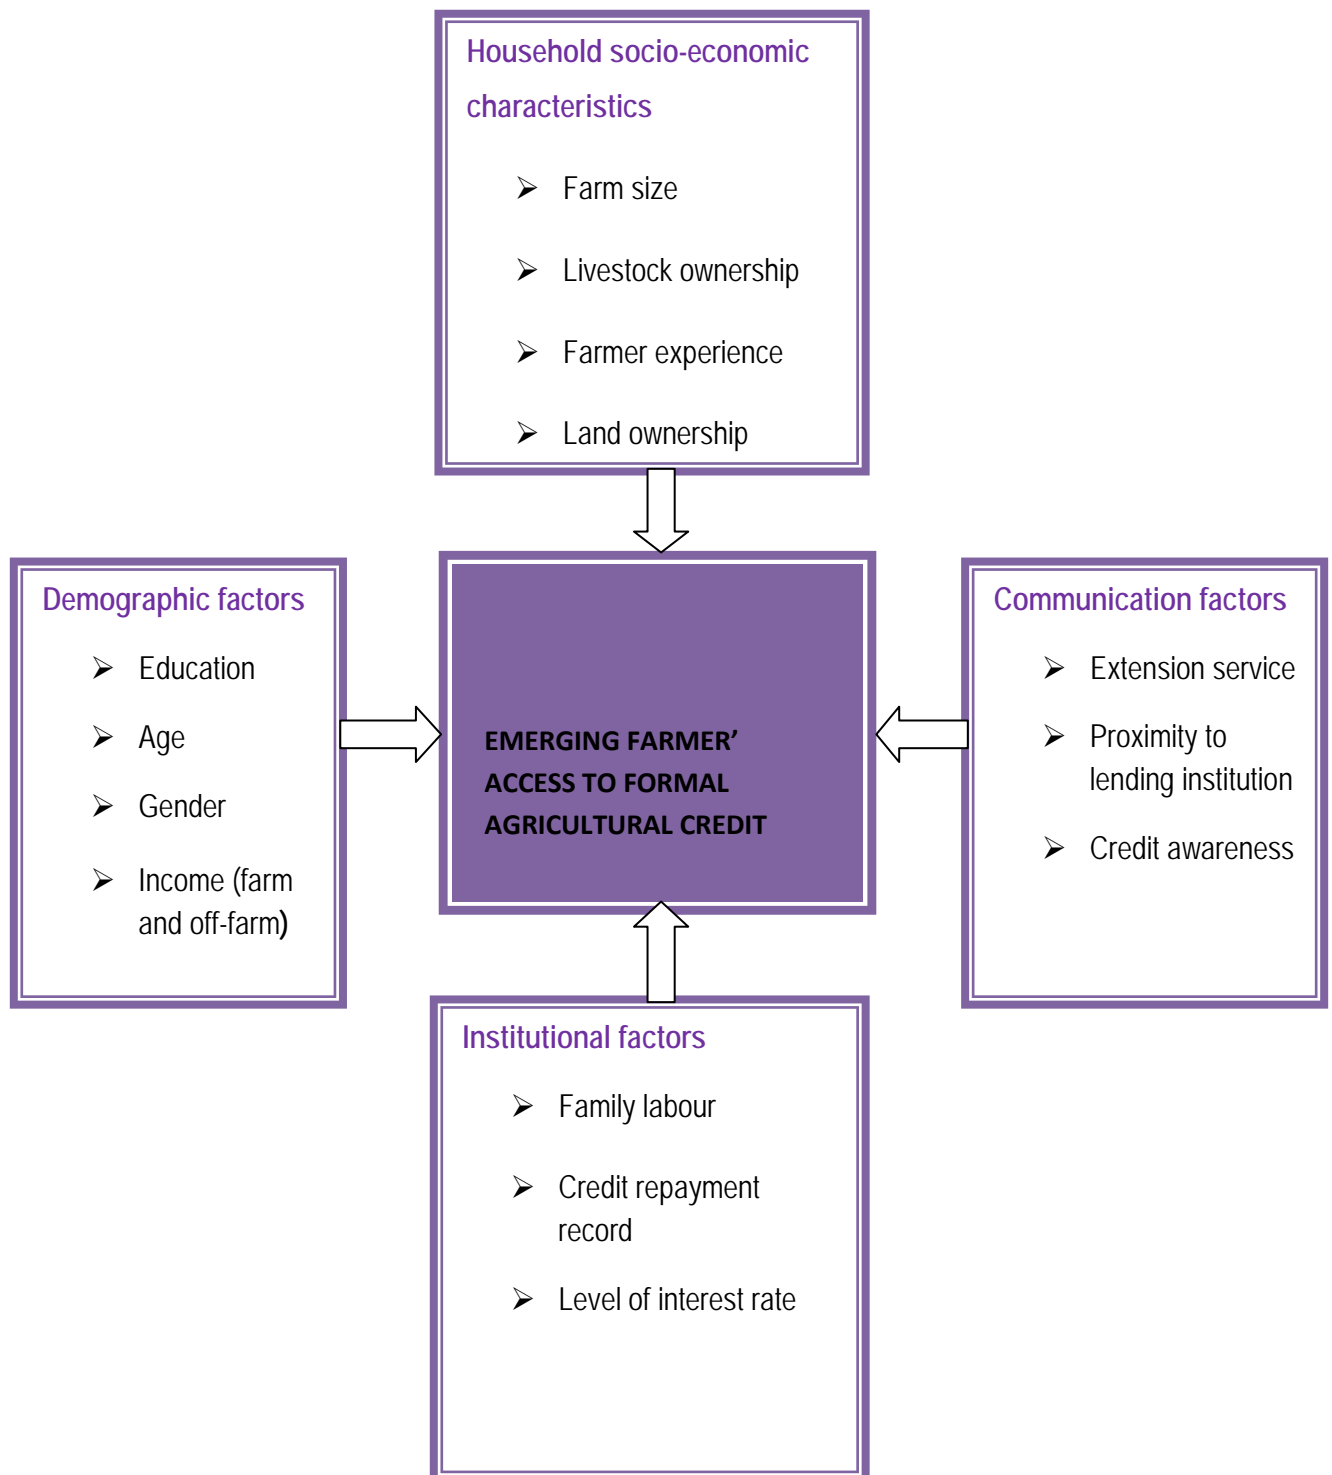 Household socio-economic
characteristics
➢ Farm size
➢ Livestock ownership
➢ Farmer experience
➢ Land ownership
Demographic factors
➢ Education
➢ Age
➢ Gender
➢ Income (farm
and off-farm)
EMERGING FARMER’
ACCESS TO FORMAL
AGRICULTURAL CREDIT
Communication factors
➢ Extension service
➢ Proximity to
lending institution
➢ Credit awareness
Institutional factors
➢ Family labour
➢ Credit repayment
record
➢ Level of interest rate